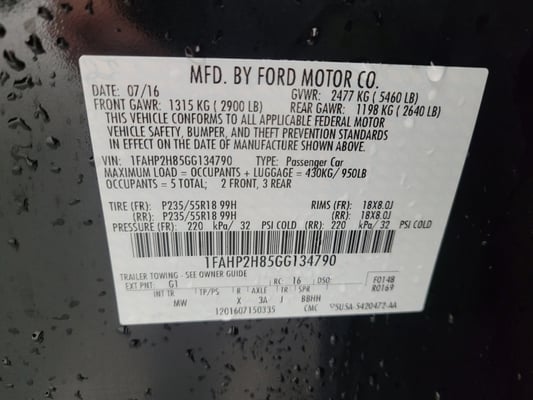 MFD. BY FORD MOTOR CO.
DATE: 07/16 GVWR: 2477 KG ( 5460 LB)
FRONT GAWR: 1315 KG ( 2900 LB) REAR GAWR: 1198 KG ( 2640 LB)
THIS VEHICLE CONFORMS TO ALL APPLICABLE FEDERAL MOTOR
VEHICLE SAFETY, BUMPER, AND THEFT PREVENTION STANDARDS
IN EFFECT ON THE DATE OF MANUFACTURE SHOWN ABOVE.
VIN: 1FAHP2H85GG134790 TYPE: Passenger Car
MAXIMUM LOAD = OCCUPANTS + LUGGAGE = 430KG/ 950LB
OCCUPANTS = 5 TOTAL; 2 FRONT, 3 REAR
TIRE (FR): P235/55R18 99H RIMS (FR): 18X8.0J
(RR): P235/55R18 99H (RR): 18X8.0J
PRESSURE (FR): 220 kPa/ 32 PSI COLD (RR): 220 kPa/ 32 PSI COLD
1FAHP2H85GG134790
TRAILER TOWING - SEE OWNER GUIDE
EXT PNT: G1 RC: 16 DSO: F0148
INT TR TP/PS R AXLE TR SPR R0169
MW X 3A J BBHH
1201607150335 CMC 5U5A-5420472-AA